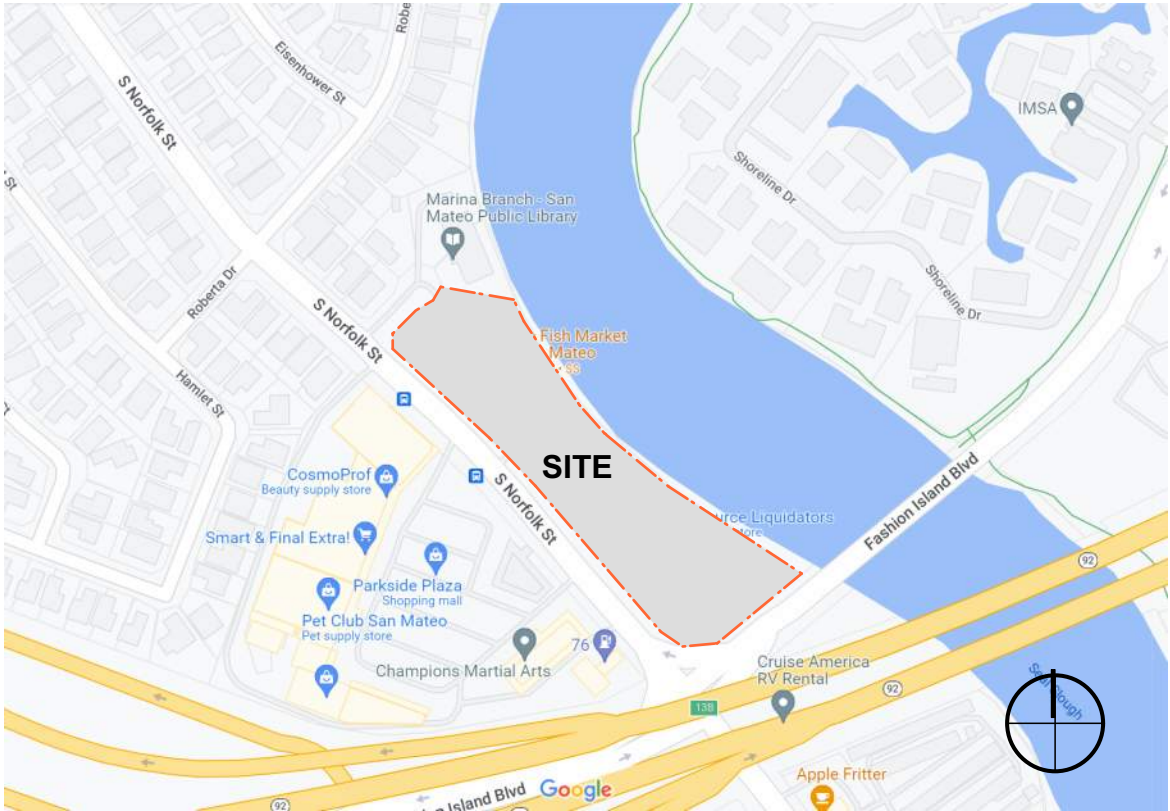 Eisenhower St
S Norfolk St
IMSA
Shoreline Dr
Marina Branch - San
Mateo Public Library
Roberta Dr
S Norfolk St
Shoreline Dr
Fish Market
Mateo
Hamlet St
SITE
CosmoProf
Beauty supply store
S Norfolk St
Liquidators
Fashion Island Blvd
Smart & Final Extra!
92
Parkside Plaza
Shopping mall
Pet Club San Mateo
Pet supply store
76
Champions Martial Arts
Cruise America
RV Rental
92
13B
Slough
Apple Fritter
Island Blvd
Google
92